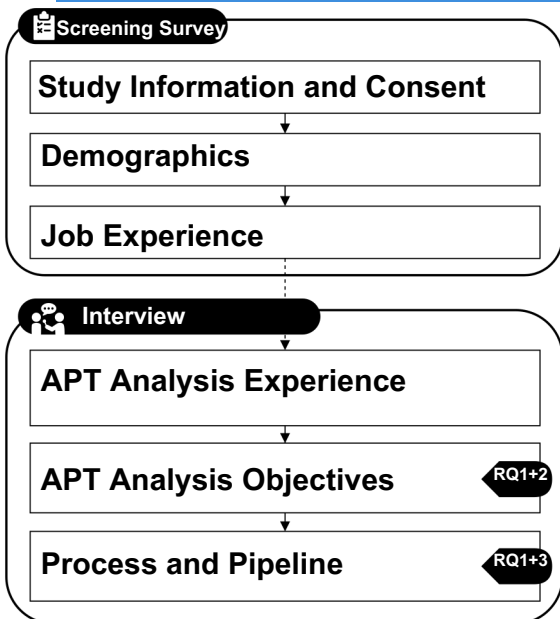 Screening Survey
Study Information and Consent
Demographics
Job Experience
Interview
APT Analysis Experience
APT Analysis Objectives
RQ1+2
Process and Pipeline
RQ1+3